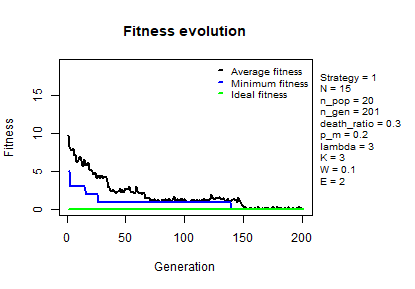 Fitness evolution
Average fitness
Minimum fitness
Ideal fitness
Strategy = 1
N = 15
n_pop = 20
n_gen = 201
death_ratio = 0.3
p_m = 0.2
lambda = 3
K = 3
W = 0.1
E = 2
Fitness
15
10
5
0
0 50 100 150 200
Generation